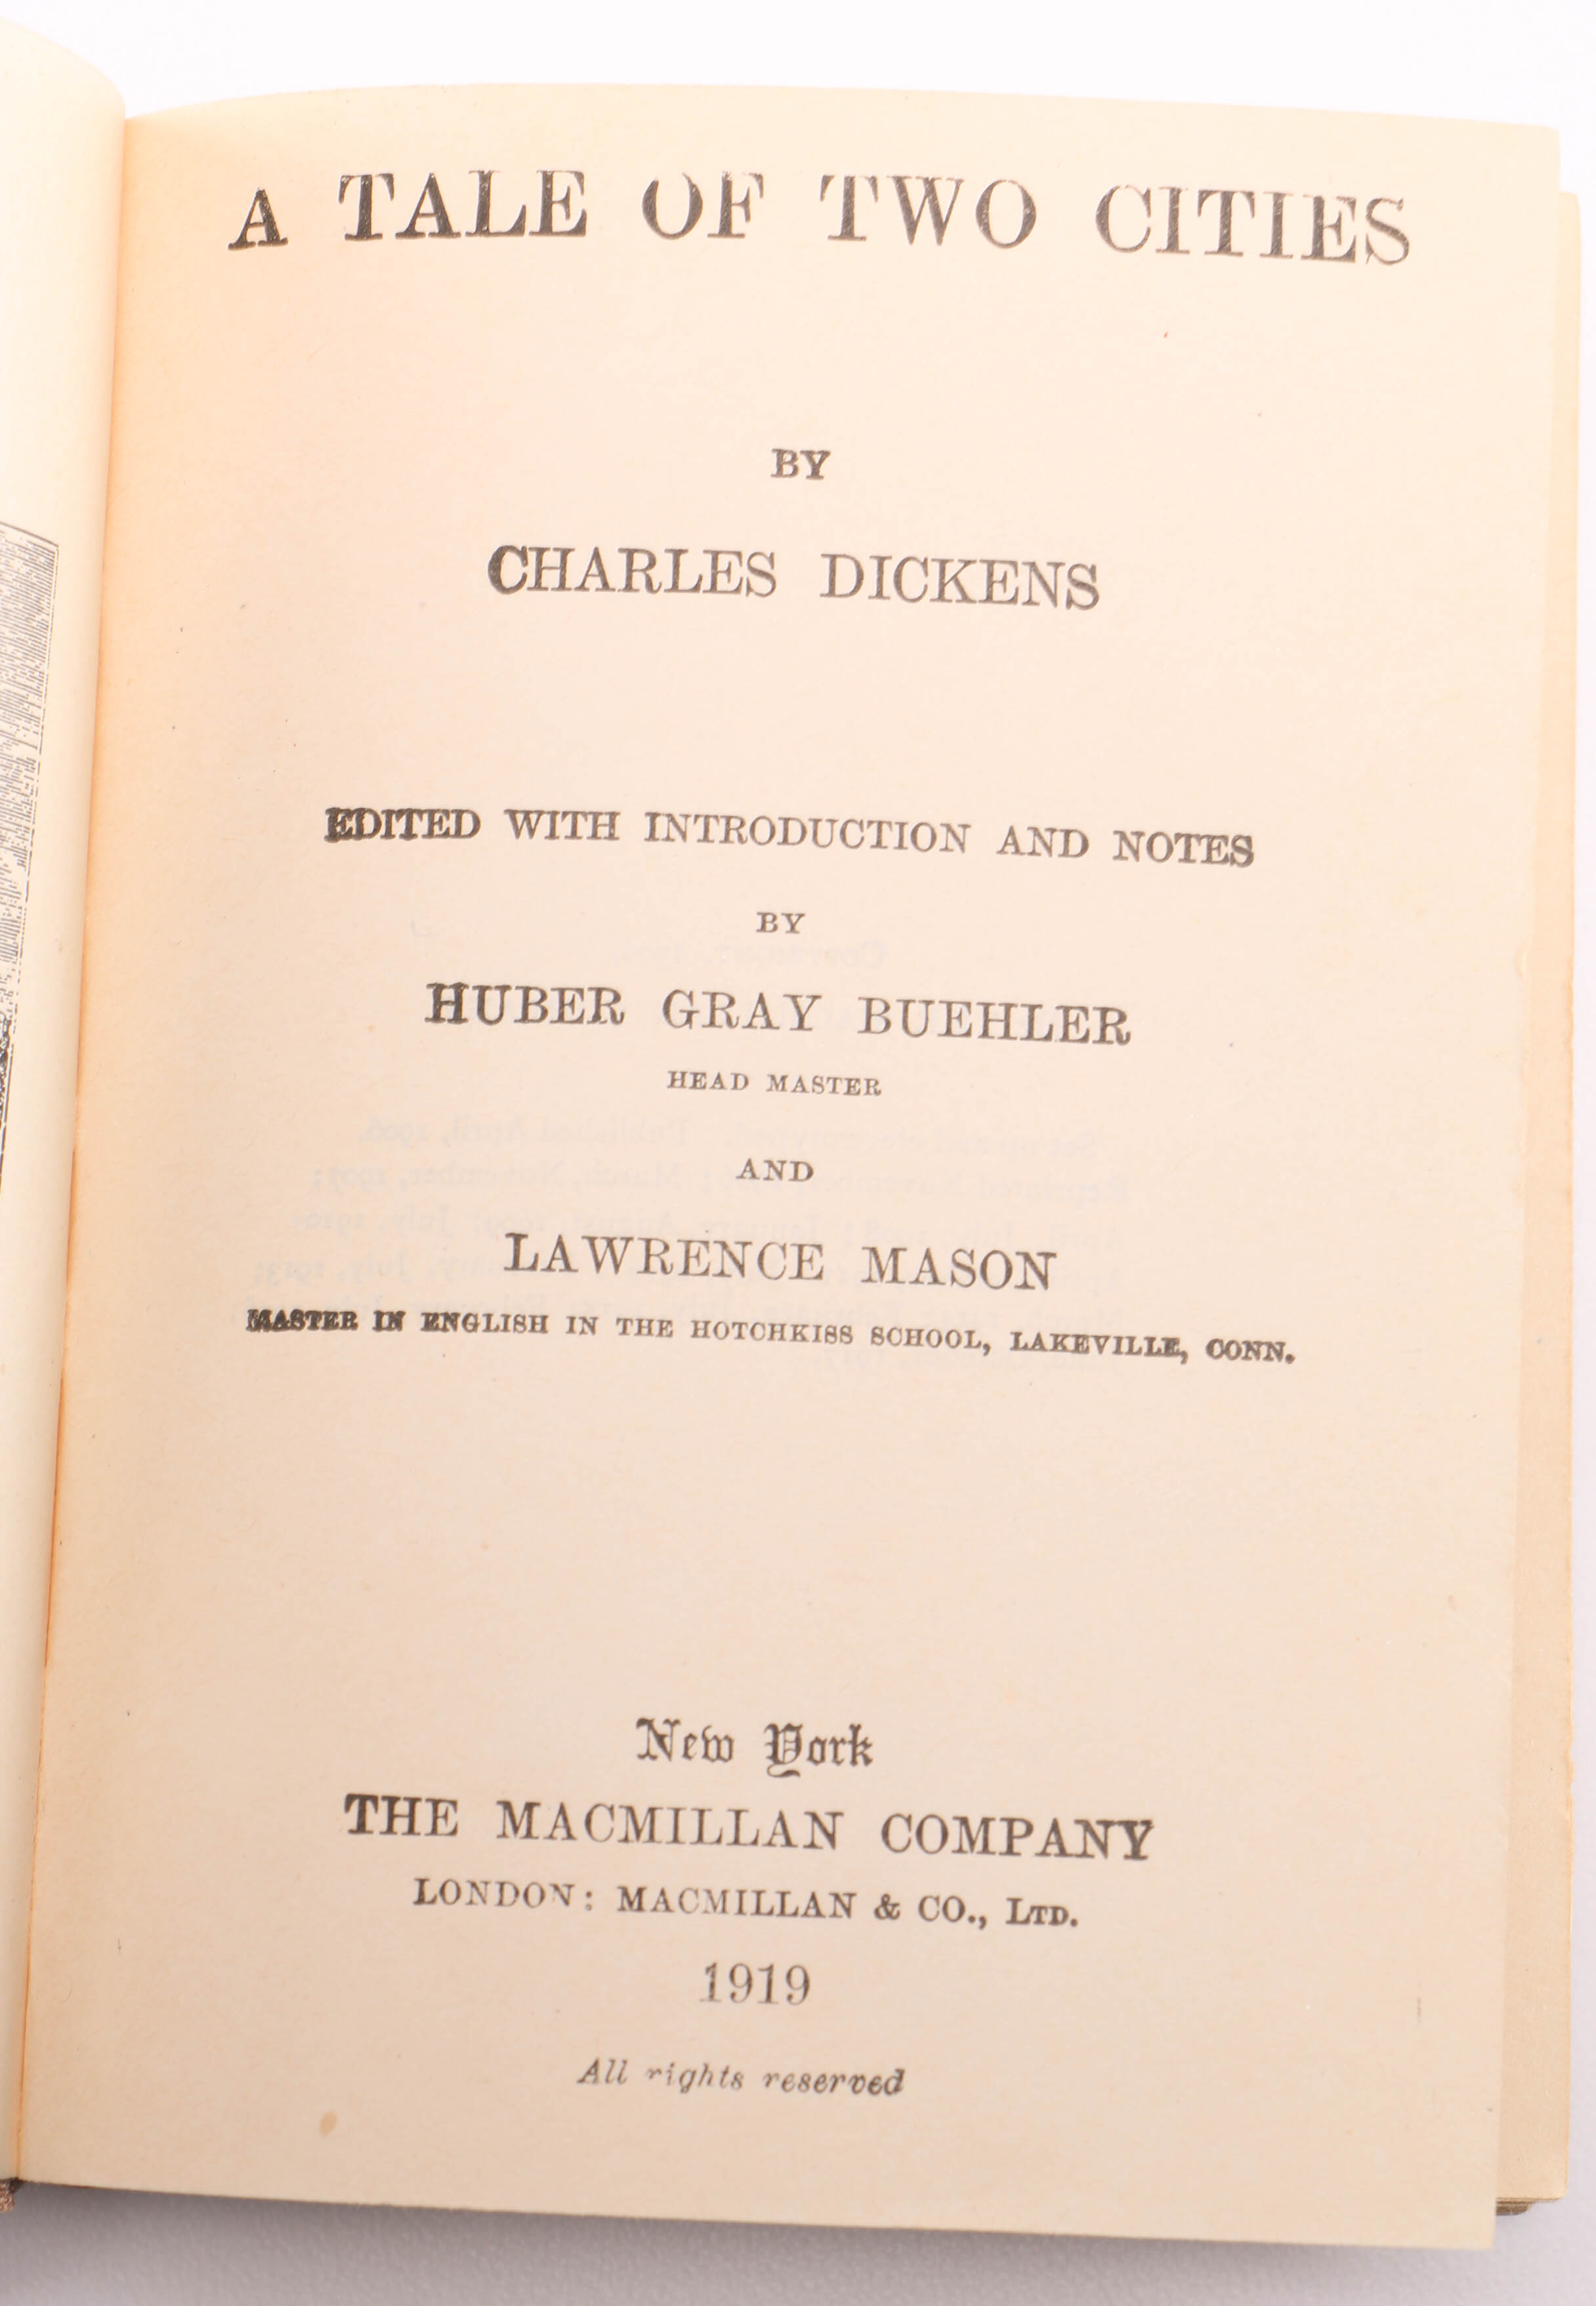 A TALE OF TWO CITIES
BY
CHARLES DICKENS
EDITED WITH INTRODUCTION AND NOTES
BY
HUBER GRAY BUEHLER
HEAD MASTER
AND
LAWRENCE MASON
MASTER IN ENGLISH IN THE HOTCHKISS SCHOOL, LAKEVILLE, CONN.
New York
THE MACMILLAN COMPANY
LONDON: MACMILLAN & CO., LTD.
1919
All rights reserved